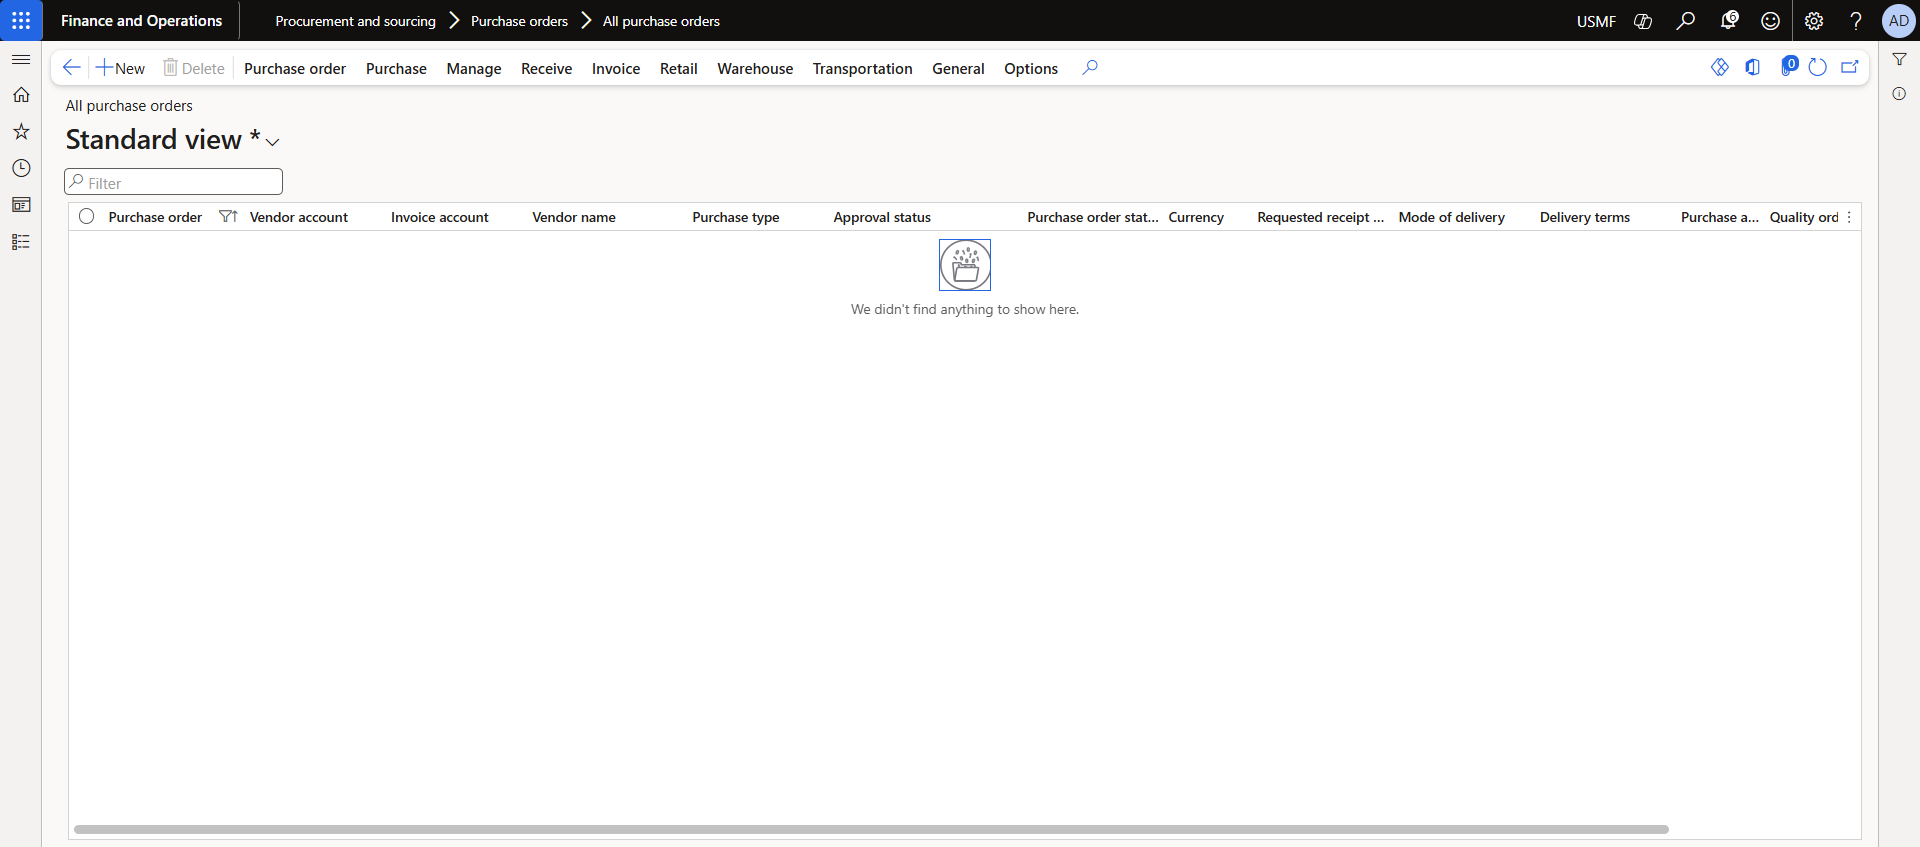 Finance and Operations
Procurement and sourcing
Purchase orders
All purchase orders
USMF
6
?
AD
New
Delete
Purchase order
Purchase
Manage
Receive
Invoice
Retail
Warehouse
Transportation
General
Options
0
All purchase orders
Standard view *
Filter
Purchase order
Vendor account
Invoice account
Vendor name
Purchase type
Approval status
Purchase order stat...
Currency
Requested receipt ...
Mode of delivery
Delivery terms
Purchase a...
Quality ord
We didn't find anything to show here.